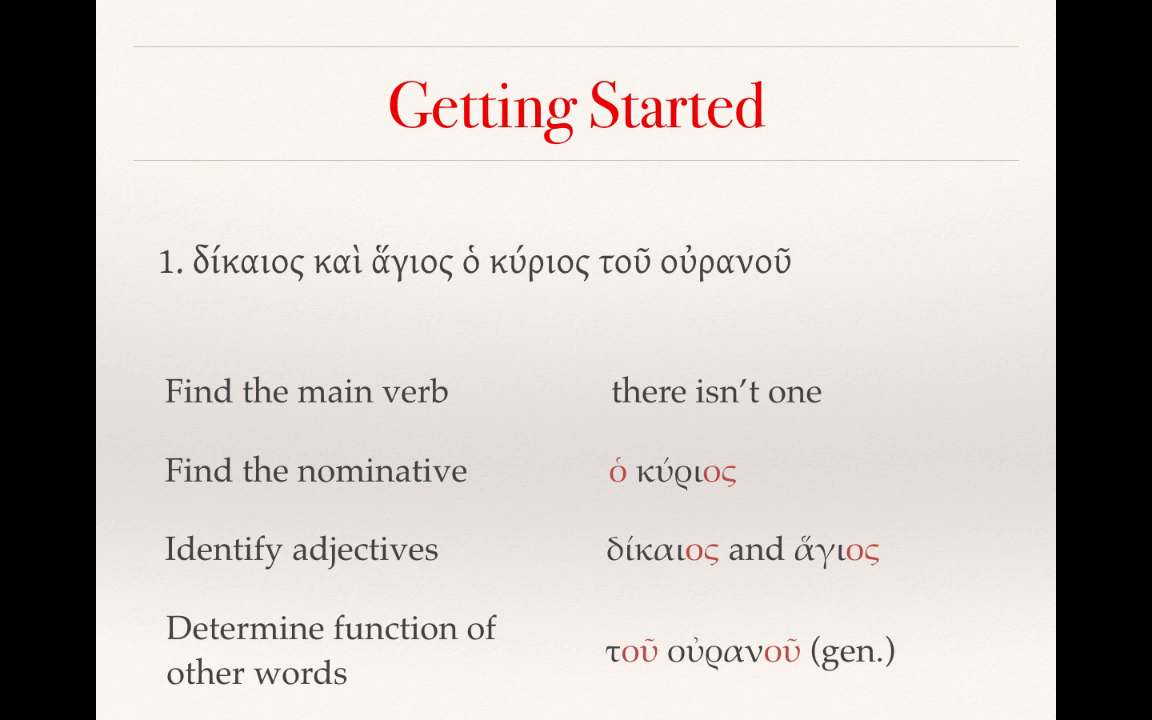 Getting Started
1. δίκαιος καὶ ἅγιος ὁ κύριος τοῦ οὐρανοῦ
Find the main verb there isn’t one
Find the nominative ὁ κύριος
Identify adjectives δίκαιος and ἅγιος
Determine function of
other words τοῦ οὐρανοῦ (gen.)